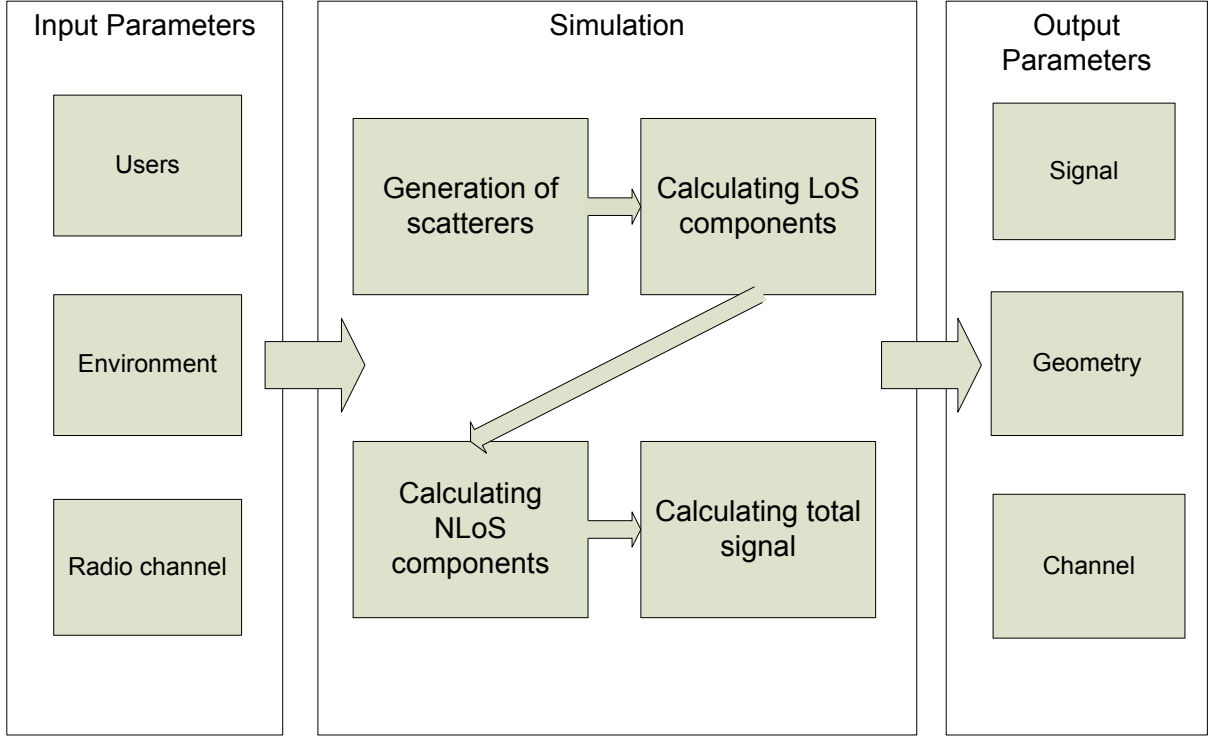 Input Parameters
Users
Environment
Radio channel
Simulation
Generation of
scatterers
Calculating LoS
components
Calculating
NLoS
components
Calculating total
signal
Output
Parameters
Signal
Geometry
Channel